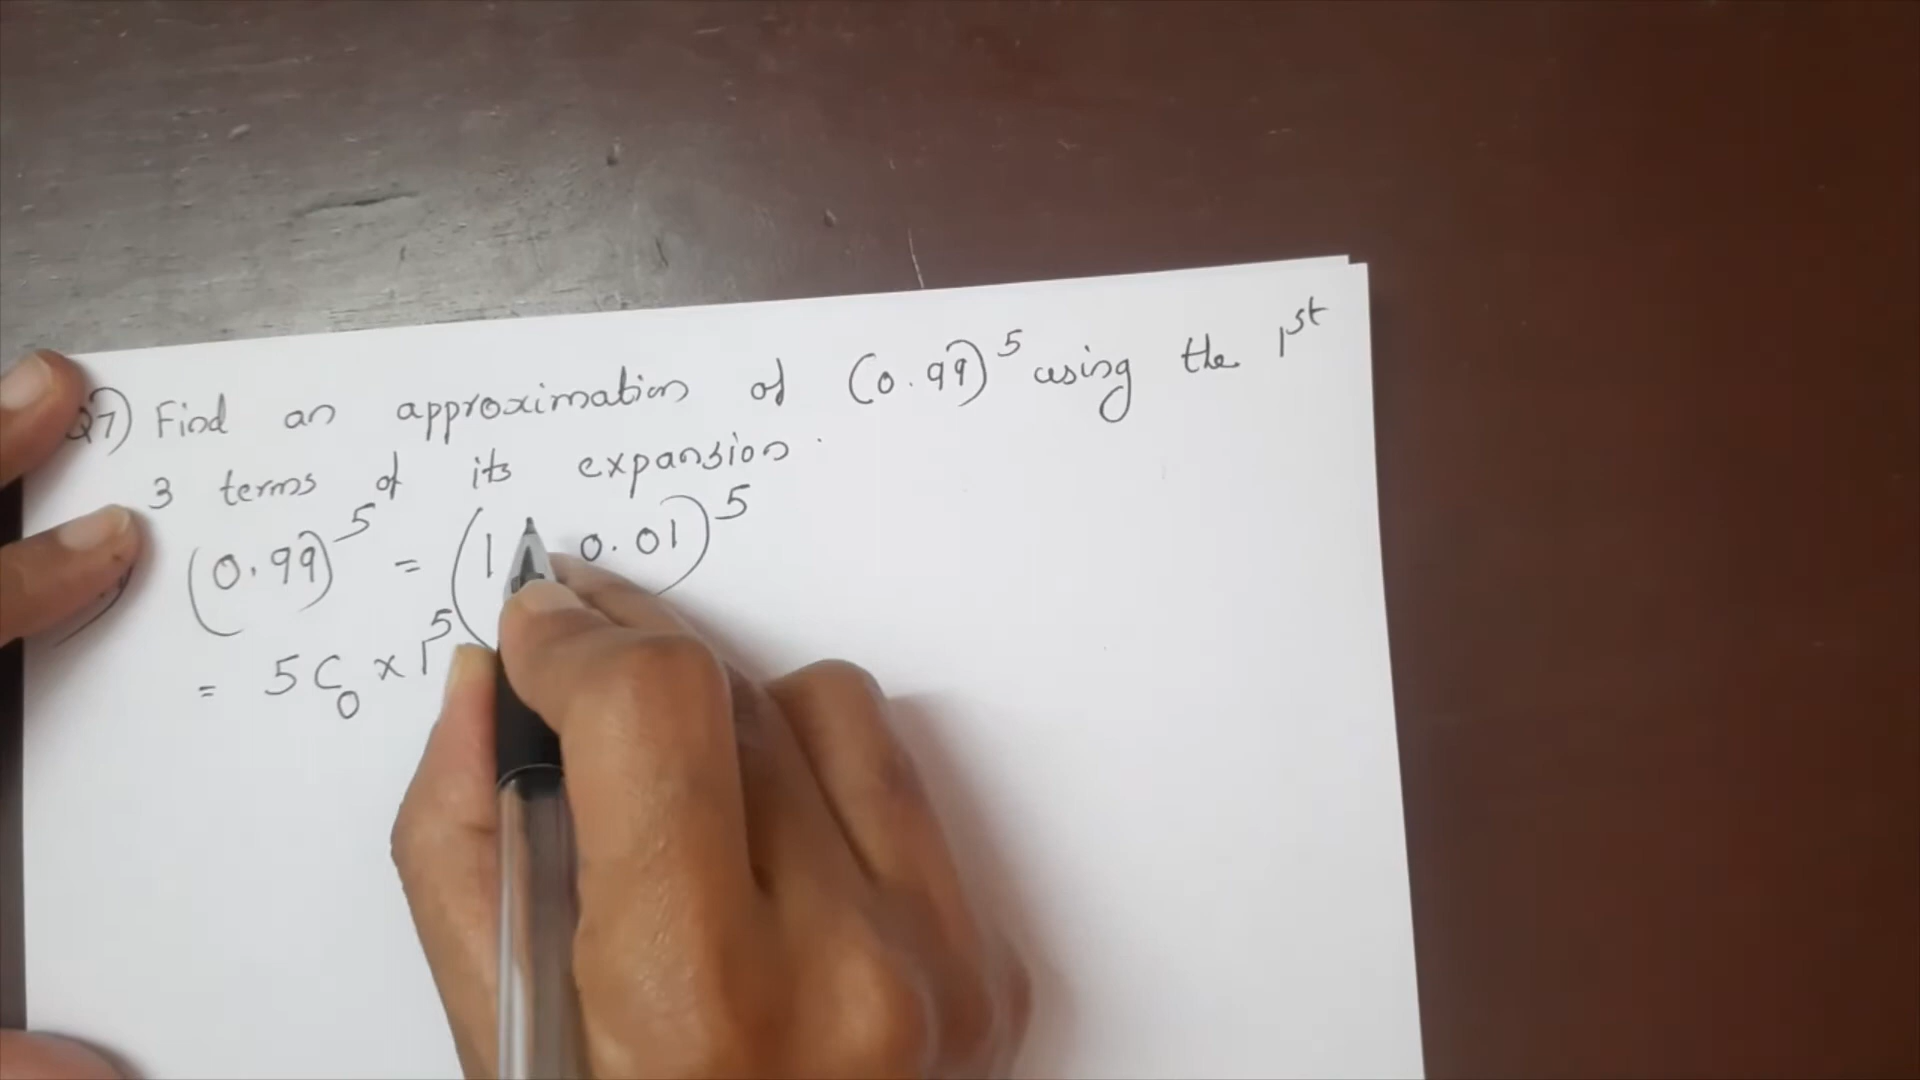 Q7) Find an approximation of (0.99)^5 using the 1st
3 terms of its expansion.
(0.99)^5 = (1 0.01)^5
= 5C₀ × 1^5